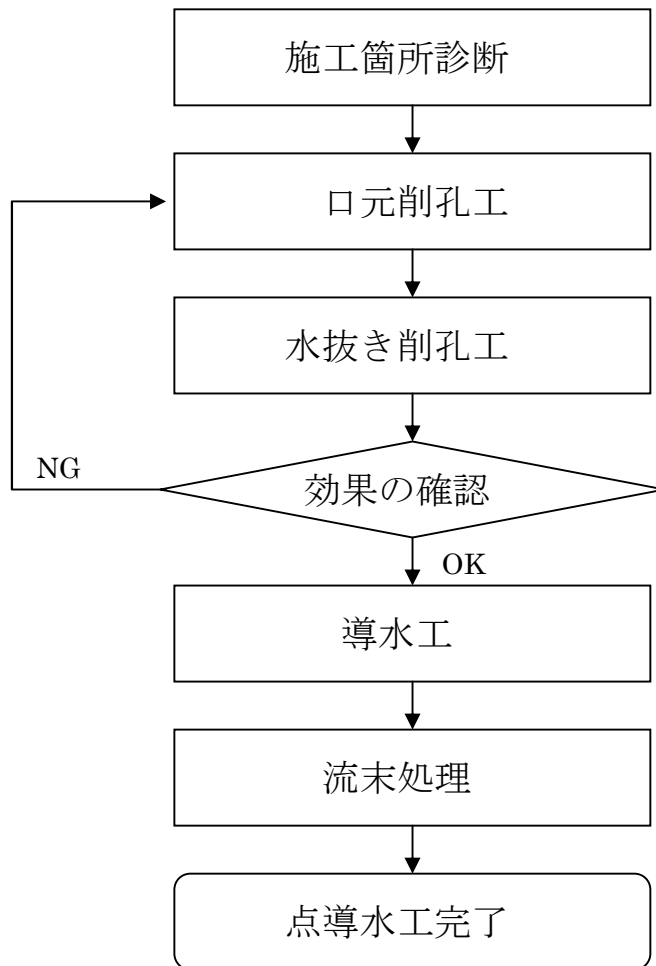 施工箇所診断
口元削孔工
水抜き削孔工
NG
効果の確認
OK
導水工
流末処理
点導水工完了